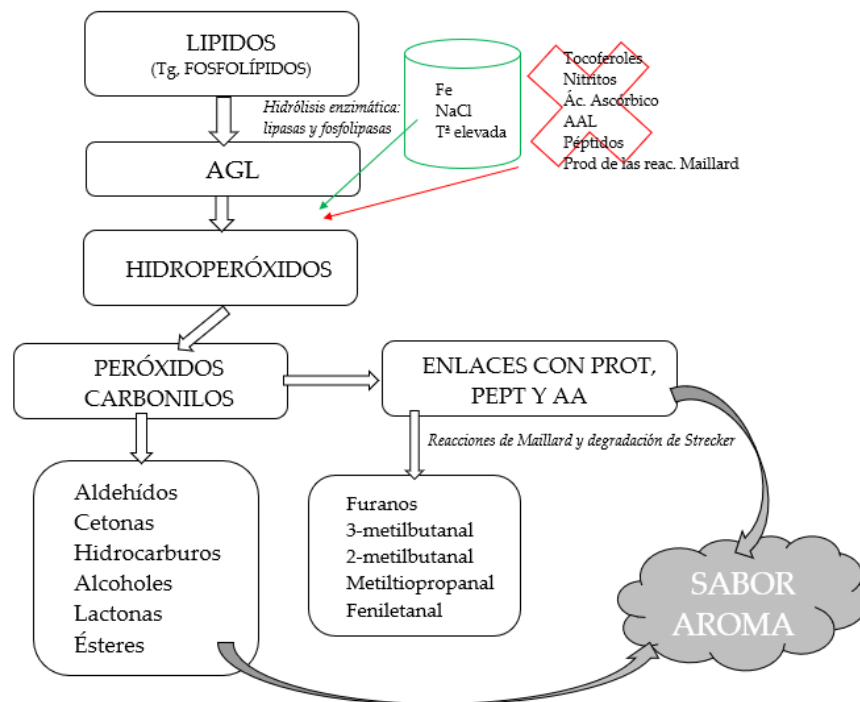 LIPIDOS
(Tg, FOSFOLÍPIDOS)
Hidrólisis enzimática:
lipasas y fosfolipasas
Fe
NaCl
Tª elevada
Tocoferoles
Nitritos
Ác. Ascórbico
AAL
Péptidos
Prod de las reac. Maillard
AGL
HIDROPERÓXIDOS
PERÓXIDOS
CARBONILOS
ENLACES CON PROT,
PEPT Y AA
Reacciones de Maillard y degradación de Strecker
Aldehídos
Cetonas
Hidrocarburos
Alcoholes
Lactonas
Ésteres
Furanos
3-metilbutanal
2-metilbutanal
Metiltiopropanal
Feniletanal
SABOR
AROMA